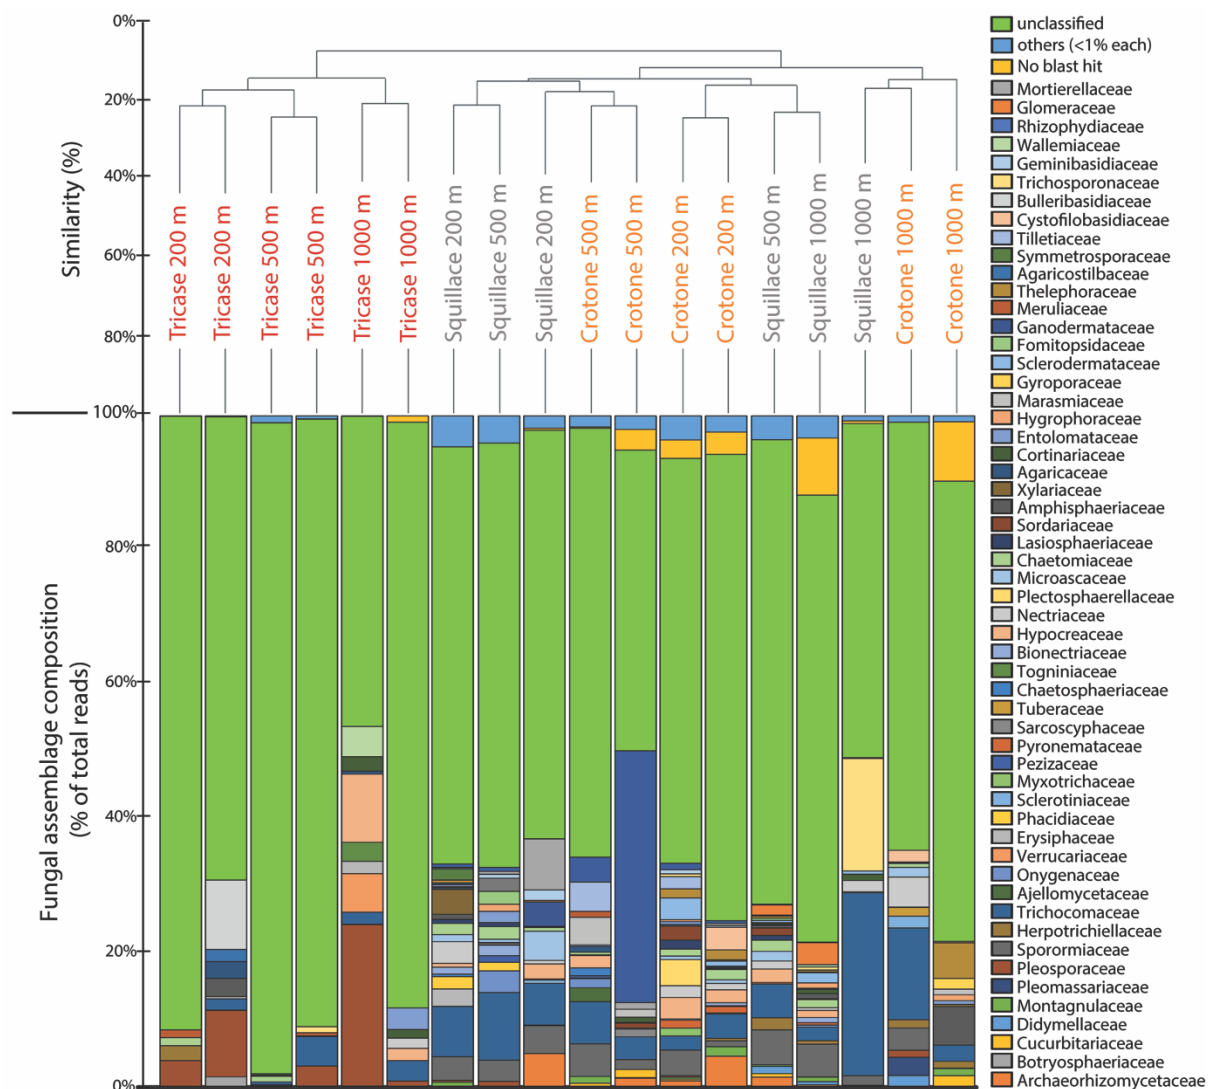 0%
20%
40%
60%
80%
100%
80%
60%
40%
20%
0%
Similarity (%)
Fungal assemblage composition
(% of total reads)
Tricase 200 m
Tricase 200 m
Tricase 500 m
Tricase 500 m
Tricase 1000 m
Tricase 1000 m
Squillace 200 m
Squillace 500 m
Squillace 200 m
Crotone 500 m
Crotone 500 m
Crotone 200 m
Crotone 200 m
Squillace 500 m
Squillace 1000 m
Squillace 1000 m
Crotone 1000 m
Crotone 1000 m
unclassified
others (<1% each)
No blast hit
Mortierellaceae
Glomeraceae
Rhizophydiaceae
Wallemiaceae
Geminibasidiaceae
Trichosporonaceae
Bulleribasidiaceae
Cystofilobasidiaceae
Tilletiaceae
Symmetrosporaceae
Agaricostilbaceae
Thelephoraceae
Meruliaceae
Ganodermataceae
Fomitopsidaceae
Sclerodermataceae
Gyroporaceae
Marasmiaceae
Hygrophoraceae
Entolomataceae
Cortinariaceae
Agaricaceae
Xylariaceae
Amphisphaeriaceae
Sordariaceae
Lasiosphaeriaceae
Chaetomiaceae
Microascaceae
Plectosphaerellaceae
Nectriaceae
Hypocreaceae
Bionectriaceae
Togniniaceae
Chaetosphaeriaceae
Tuberaceae
Sarcoscyphaceae
Pyronemataceae
Pezizaceae
Myxotrichaceae
Sclerotiniaceae
Phacidiaceae
Erysiphaceae
Verrucariaceae
Onygenaceae
Ajellomycetaceae
Trichocomaceae
Herpotrichiellaceae
Sporormiaceae
Pleosporaceae
Pleomassariaceae
Montagnulaceae
Didymellaceae
Cucurbitariaceae
Botryosphaeriaceae
Archaeorhizomycetaceae